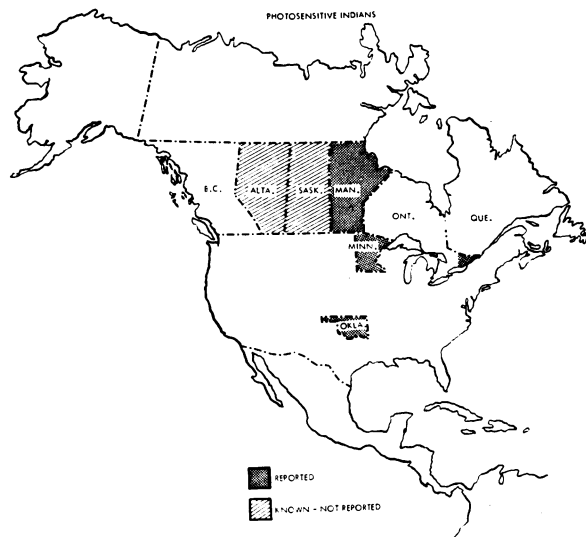 PHOTOSENSITIVE INDIANS
B.C.
ALTA.
SASK.
MAN.
ONT.
QUE.
MINN.
OKLA.
REPORTED
KNOWN - NOT REPORTED